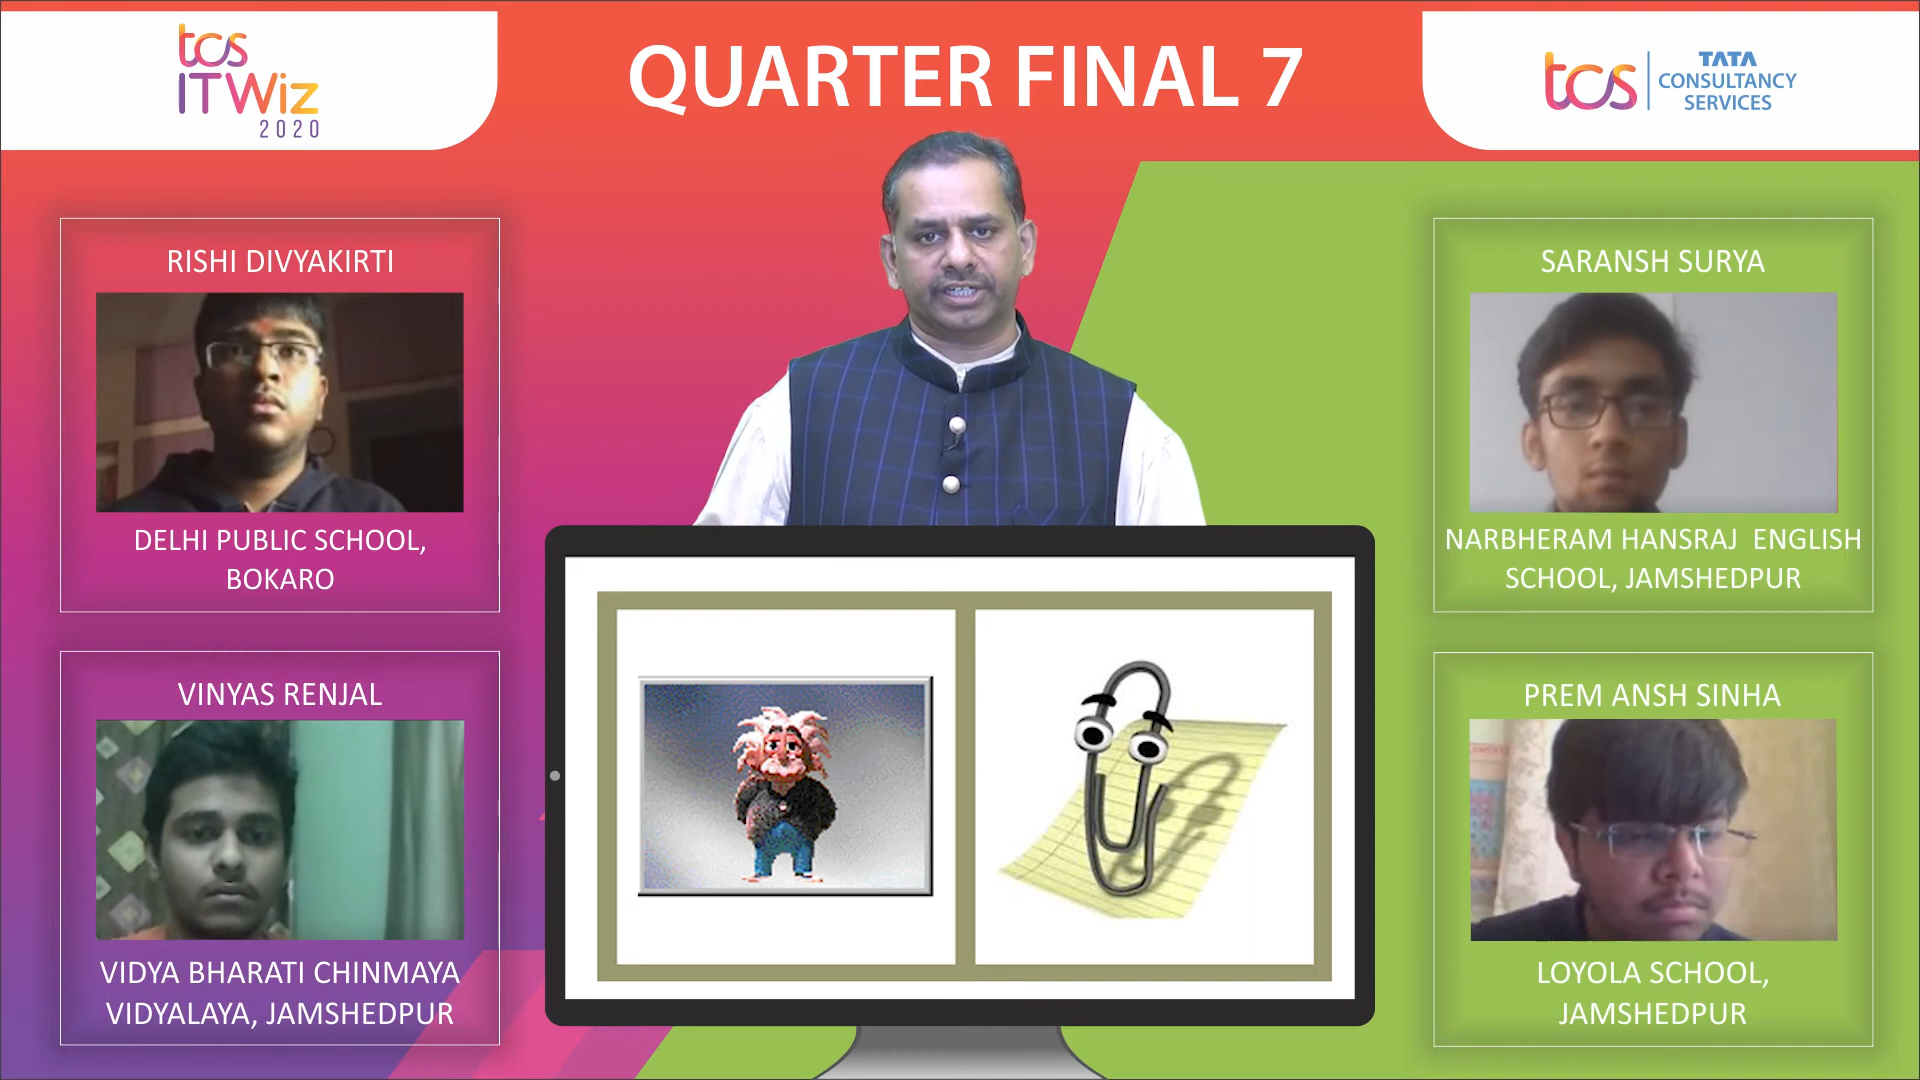 tcs
ITWiz
2020
QUARTER FINAL 7
tcs
TATA
CONSULTANCY
SERVICES
RISHI DIVYAKIRTI
DELHI PUBLIC SCHOOL,
BOKARO
VINYAS RENJAL
VIDYA BHARATI CHINMAYA
VIDYALAYA, JAMSHEDPUR
SARANSH SURYA
NARBHERAM HANSRAJ ENGLISH
SCHOOL, JAMSHEDPUR
PREM ANSH SINHA
LOYOLA SCHOOL,
JAMSHEDPUR